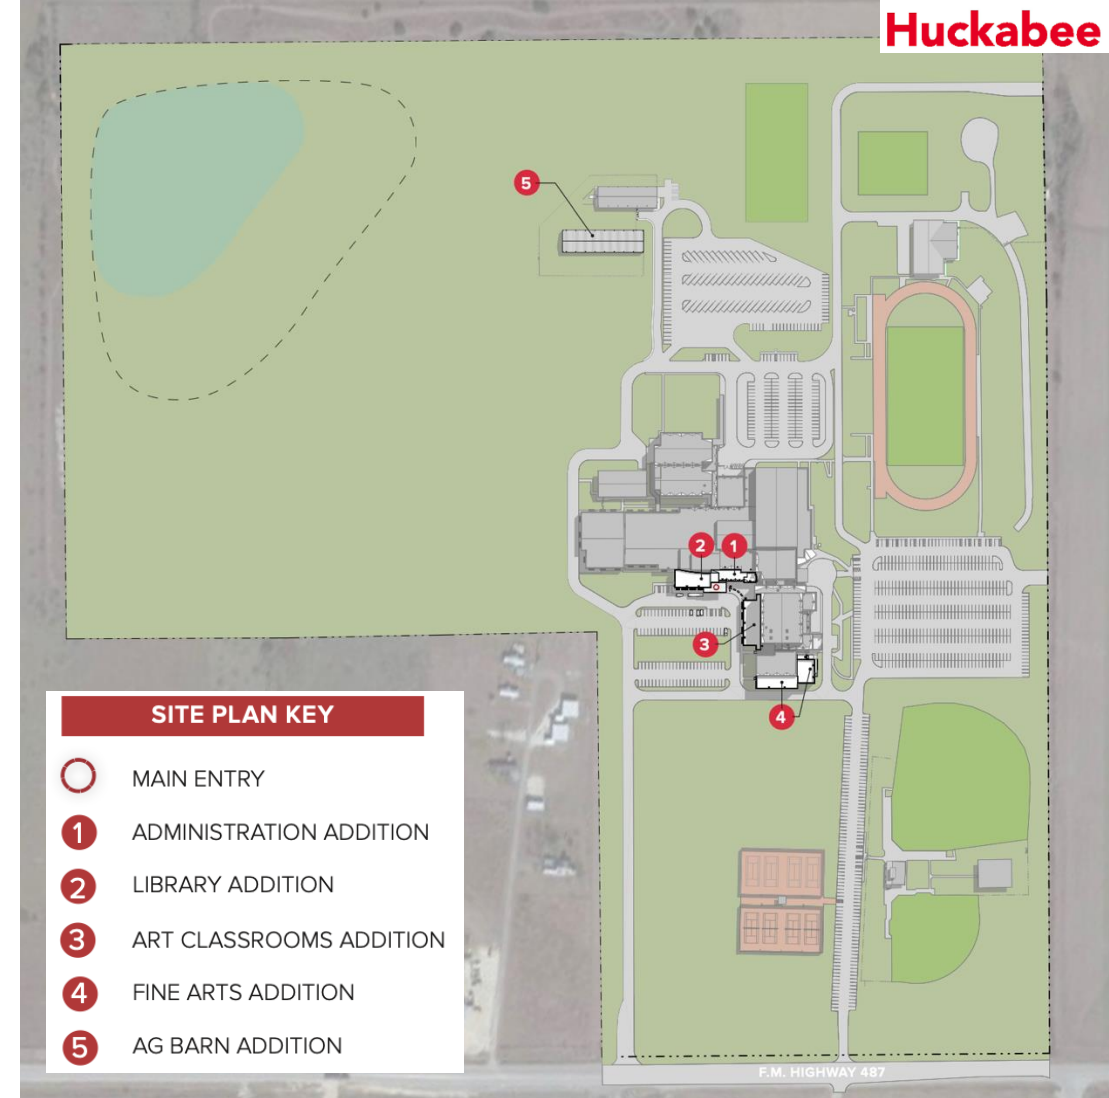 Huckabee
5
2
1
3
4
SITE PLAN KEY
MAIN ENTRY
1 ADMINISTRATION ADDITION
2 LIBRARY ADDITION
3 ART CLASSROOMS ADDITION
4 FINE ARTS ADDITION
5 AG BARN ADDITION
F.M. HIGHWAY 487